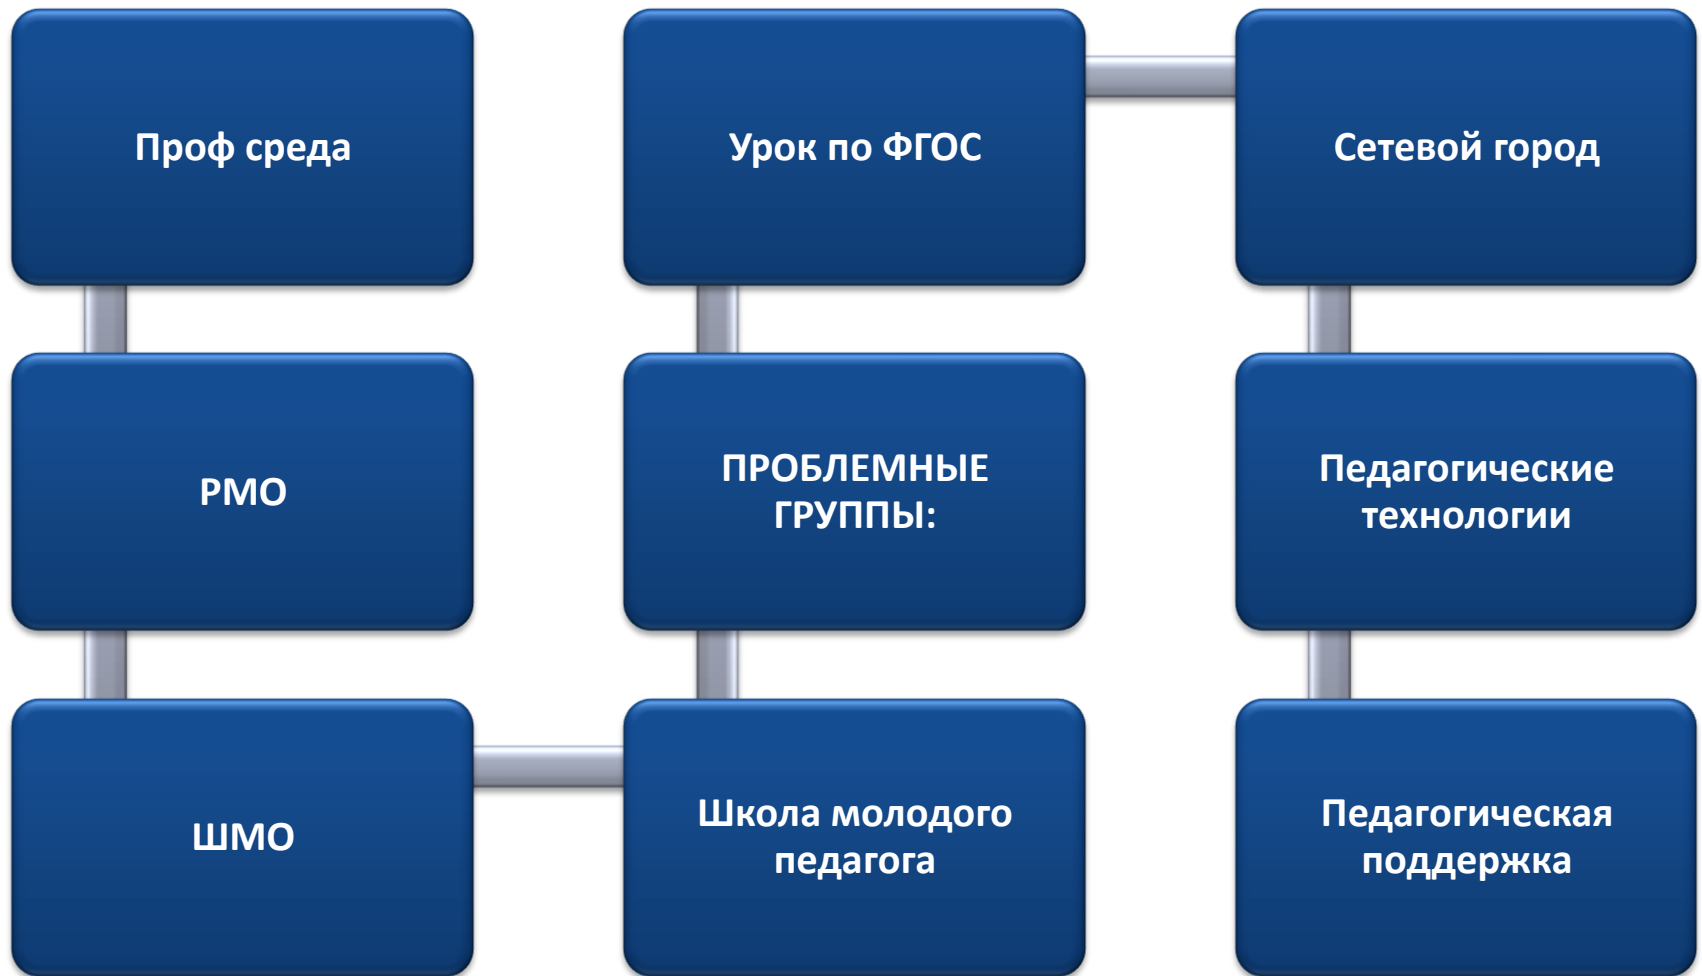 Проф среда
РМО
ШМО
Школа молодого
педагога
ПРОБЛЕМНЫЕ
ГРУППЫ:
Урок по ФГОС
Сетевой город
Педагогические
технологии
Педагогическая
поддержка